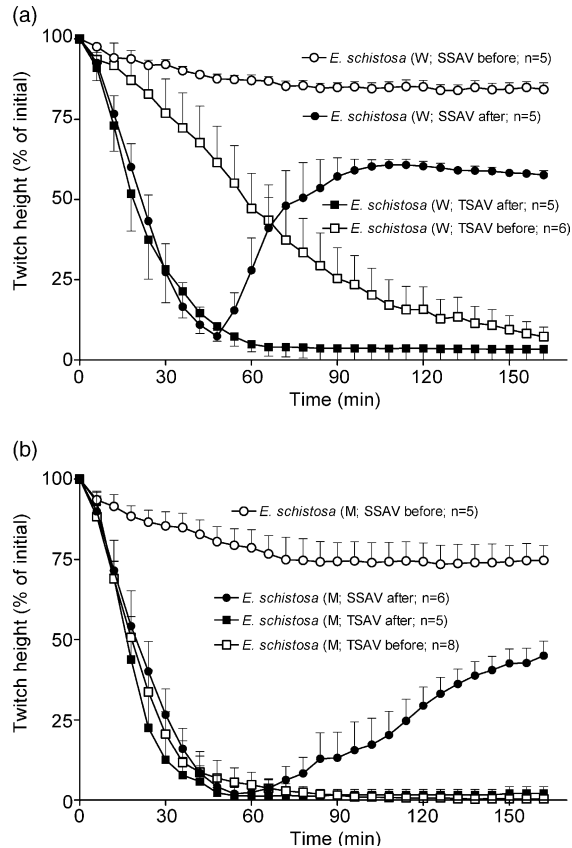 (a)
100
75
50
25
0
Twitch height (% of initial)
E. schistosa (W; SSAV before; n=5)
E. schistosa (W; SSAV after; n=5)
E. schistosa (W; TSAV after; n=5)
E. schistosa (W; TSAV before; n=6)
0 30 60 90 120 150
Time (min)
(b)
100
75
50
25
0
Twitch height (% of initial)
E. schistosa (M; SSAV before; n=5)
E. schistosa (M; SSAV after; n=6)
E. schistosa (M; TSAV after; n=5)
E. schistosa (M; TSAV before; n=8)
0 30 60 90 120 150
Time (min)